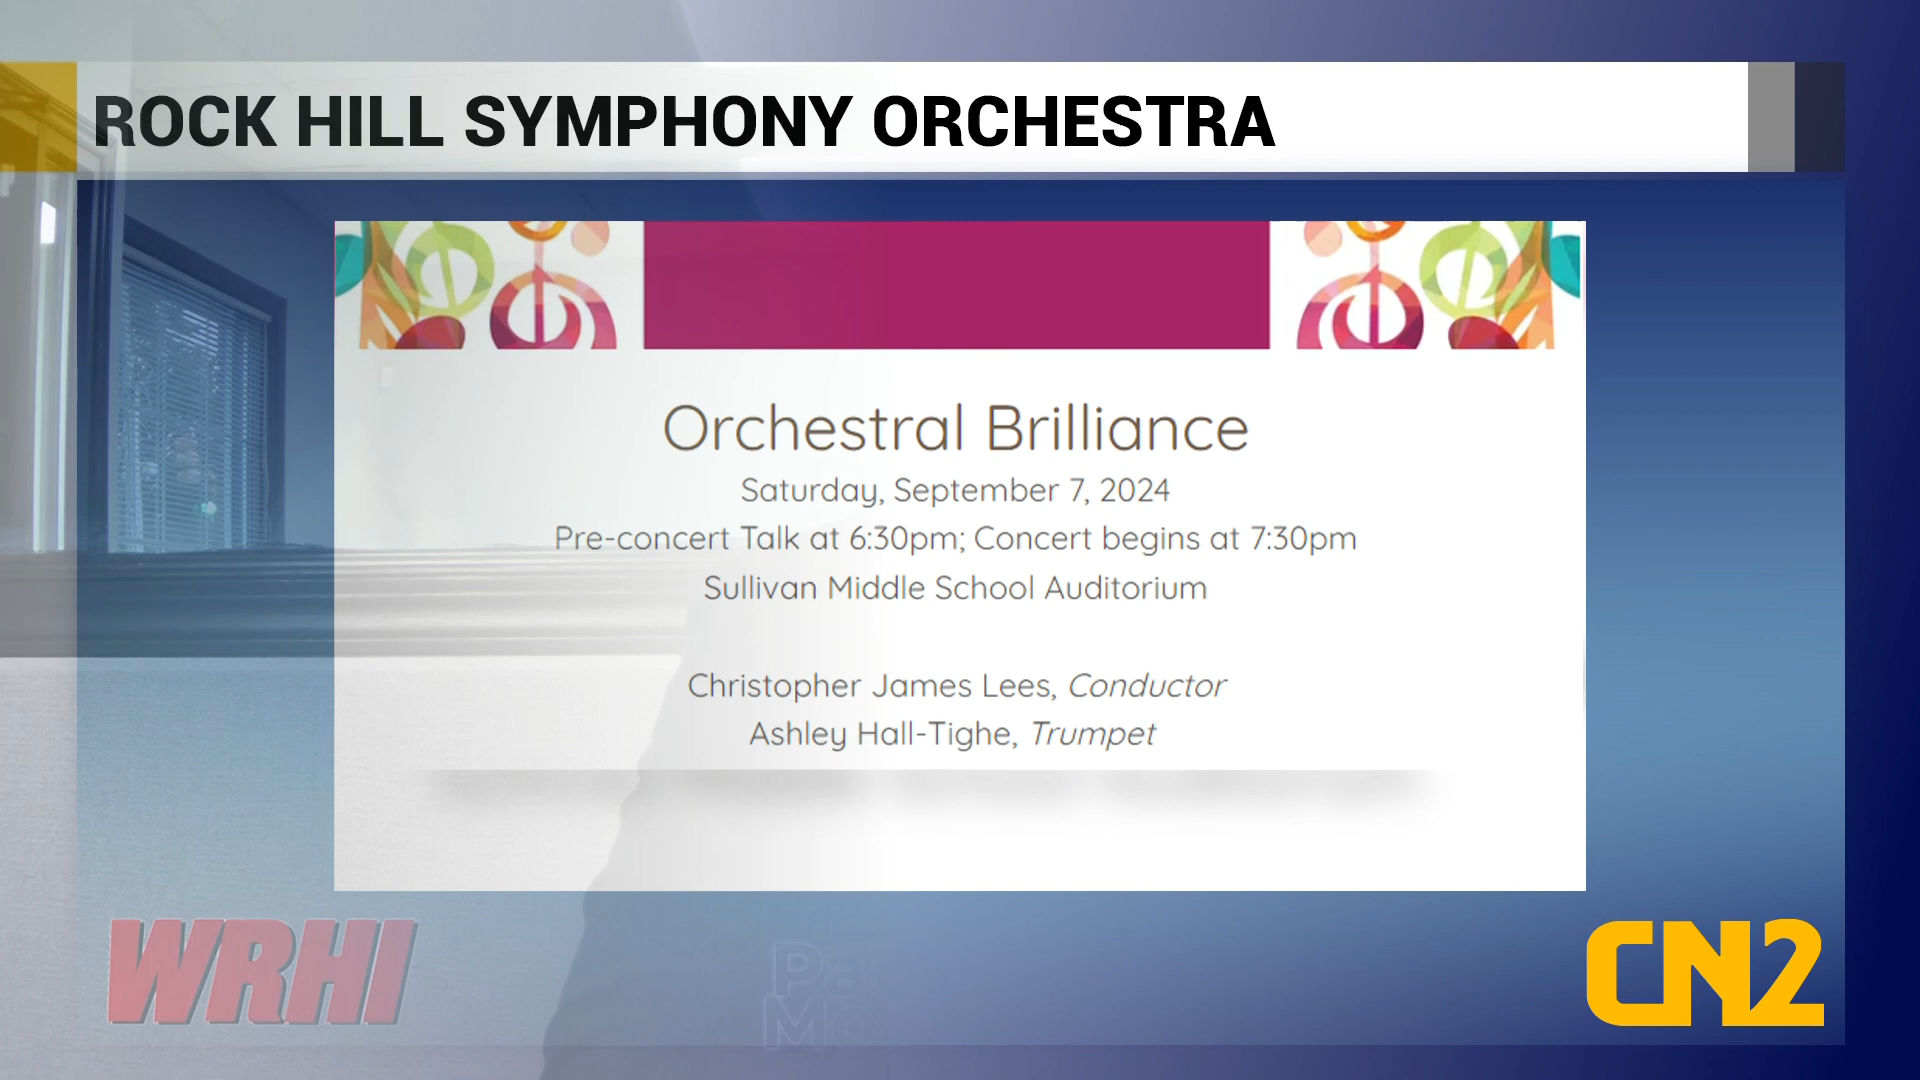 ROCK HILL SYMPHONY ORCHESTRA
Orchestral Brilliance
Saturday, September 7, 2024
Pre-concert Talk at 6:30pm; Concert begins at 7:30pm
Sullivan Middle School Auditorium
Christopher James Lees, Conductor
Ashley Hall-Tighe, Trumpet
WRHI
CN2